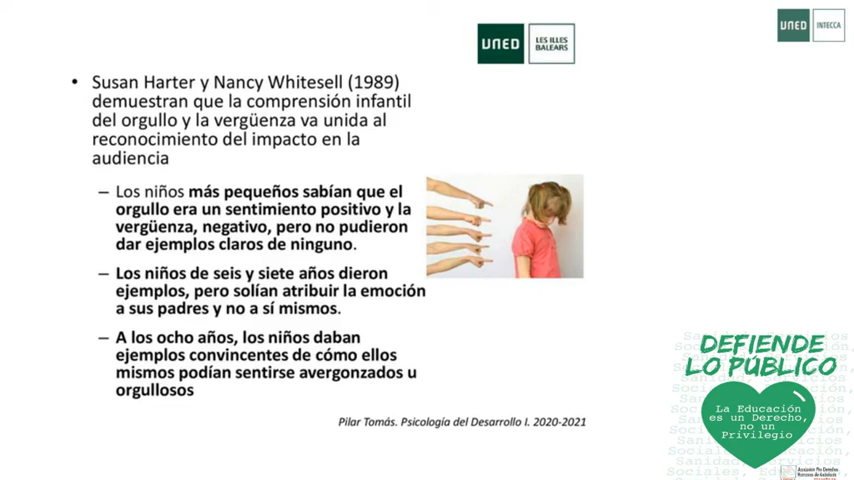 UNED
LES ILLES
BALEARS
UNED
INTECCA
• Susan Harter y Nancy Whitesell (1989)
demuestran que la comprensión infantil
del orgullo y la vergüenza va unida al
reconocimiento del impacto en la
audiencia
– Los niños más pequeños sabían que el
orgullo era un sentimiento positivo y la
vergüenza, negativo, pero no pudieron
dar ejemplos claros de ninguno.
– Los niños de seis y siete años dieron
ejemplos, pero solían atribuir la emoción
a sus padres y no a sí mismos.
– A los ocho años, los niños daban
ejemplos convincentes de cómo ellos
mismos podían sentirse avergonzados u
orgullosos
Pilar Tomás. Psicología del Desarrollo I. 2020-2021
DEFIENDE
LO PÚBLICO
La Educación
es un Derecho,
no un
Privilegio